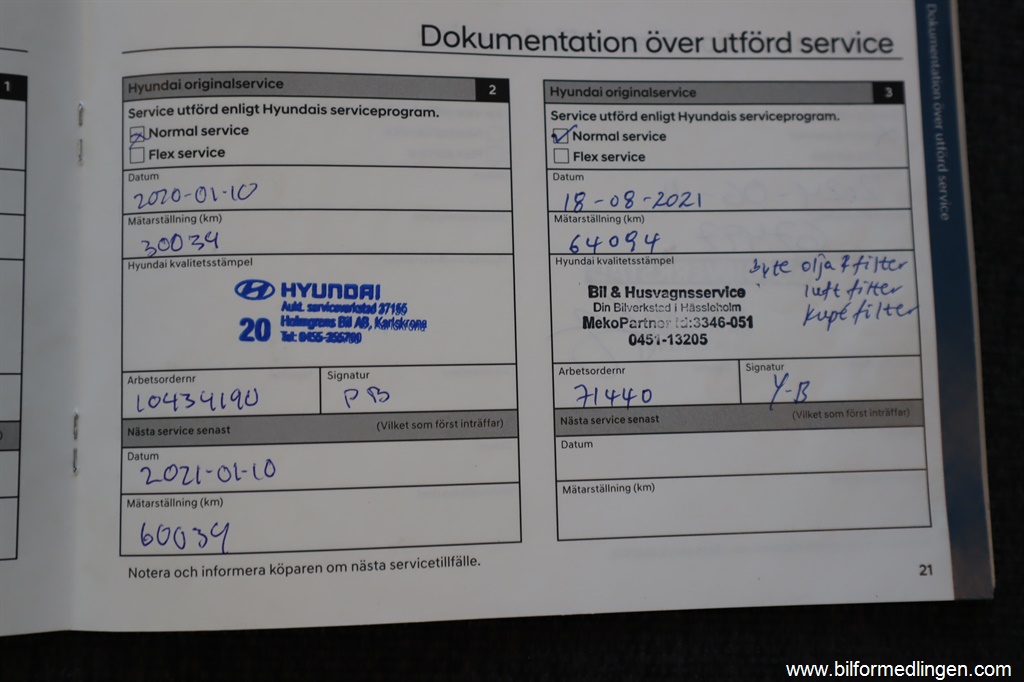 Dokumentation över utförd service
1
Hyundai originalservice 2
Service utförd enligt Hyundais serviceprogram.
Normal service
Flex service
Datum
2020-01-10
Mätarställning (km)
30034
Hyundai kvalitetsstämpel
HYUNDAI
Aukt. serviceverkstad 37155
20 Holmgrens Bil AB, Karlskrona
Arbetsordernr
10434190
Signatur
PB
Nästa service senast (Vilket som först inträffar)
Datum
2021-01-10
Mätarställning (km)
60034
Notera och informera köparen om nästa servicetillfälle.
Hyundai originalservice 3
Service utförd enligt Hyundais serviceprogram.
Normal service
Flex service
Datum
18-08-2021
Mätarställning (km)
64094
Hyundai kvalitetsstämpel
byte olja & filter
luft filter
kupé filter
Bil & Husvagnsservice
Din Bilverkstad i Hässleholm
MekoPartner Id:3346-051
0451-13205
Arbetsordernr
71440
Signatur
Y-B
Nästa service senast (Vilket som först inträffar)
Datum
Mätarställning (km)
21
Dokumentation över utförd service
www.bilformedlingen.com